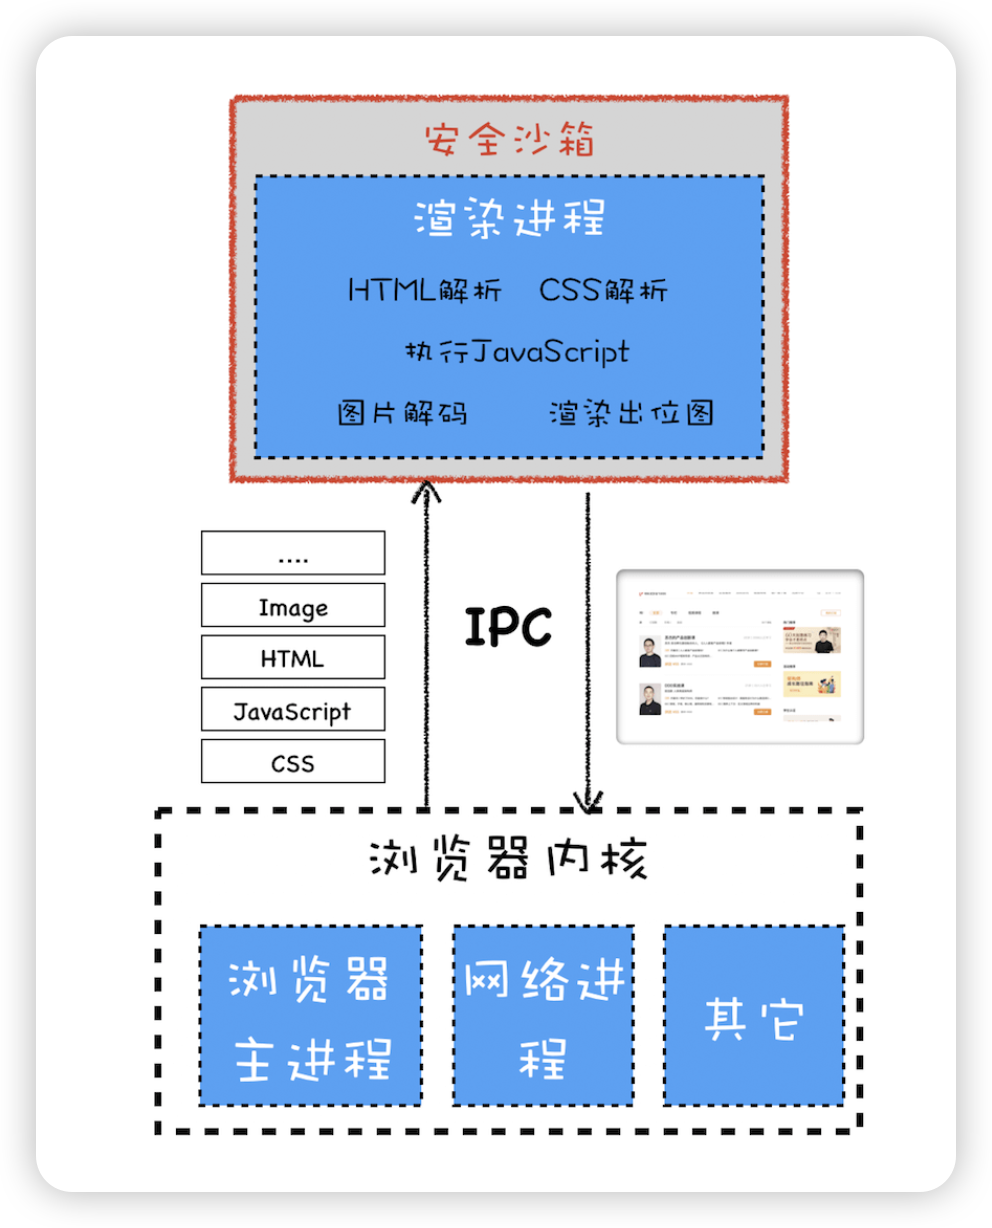 安全沙箱
渲染进程
HTML解析 CSS解析
执行JavaScript
图片解码 渲染出位图
....
Image
HTML
JavaScript
CSS
IPC
浏览器内核
浏览器
主进程
网络进
程
其它